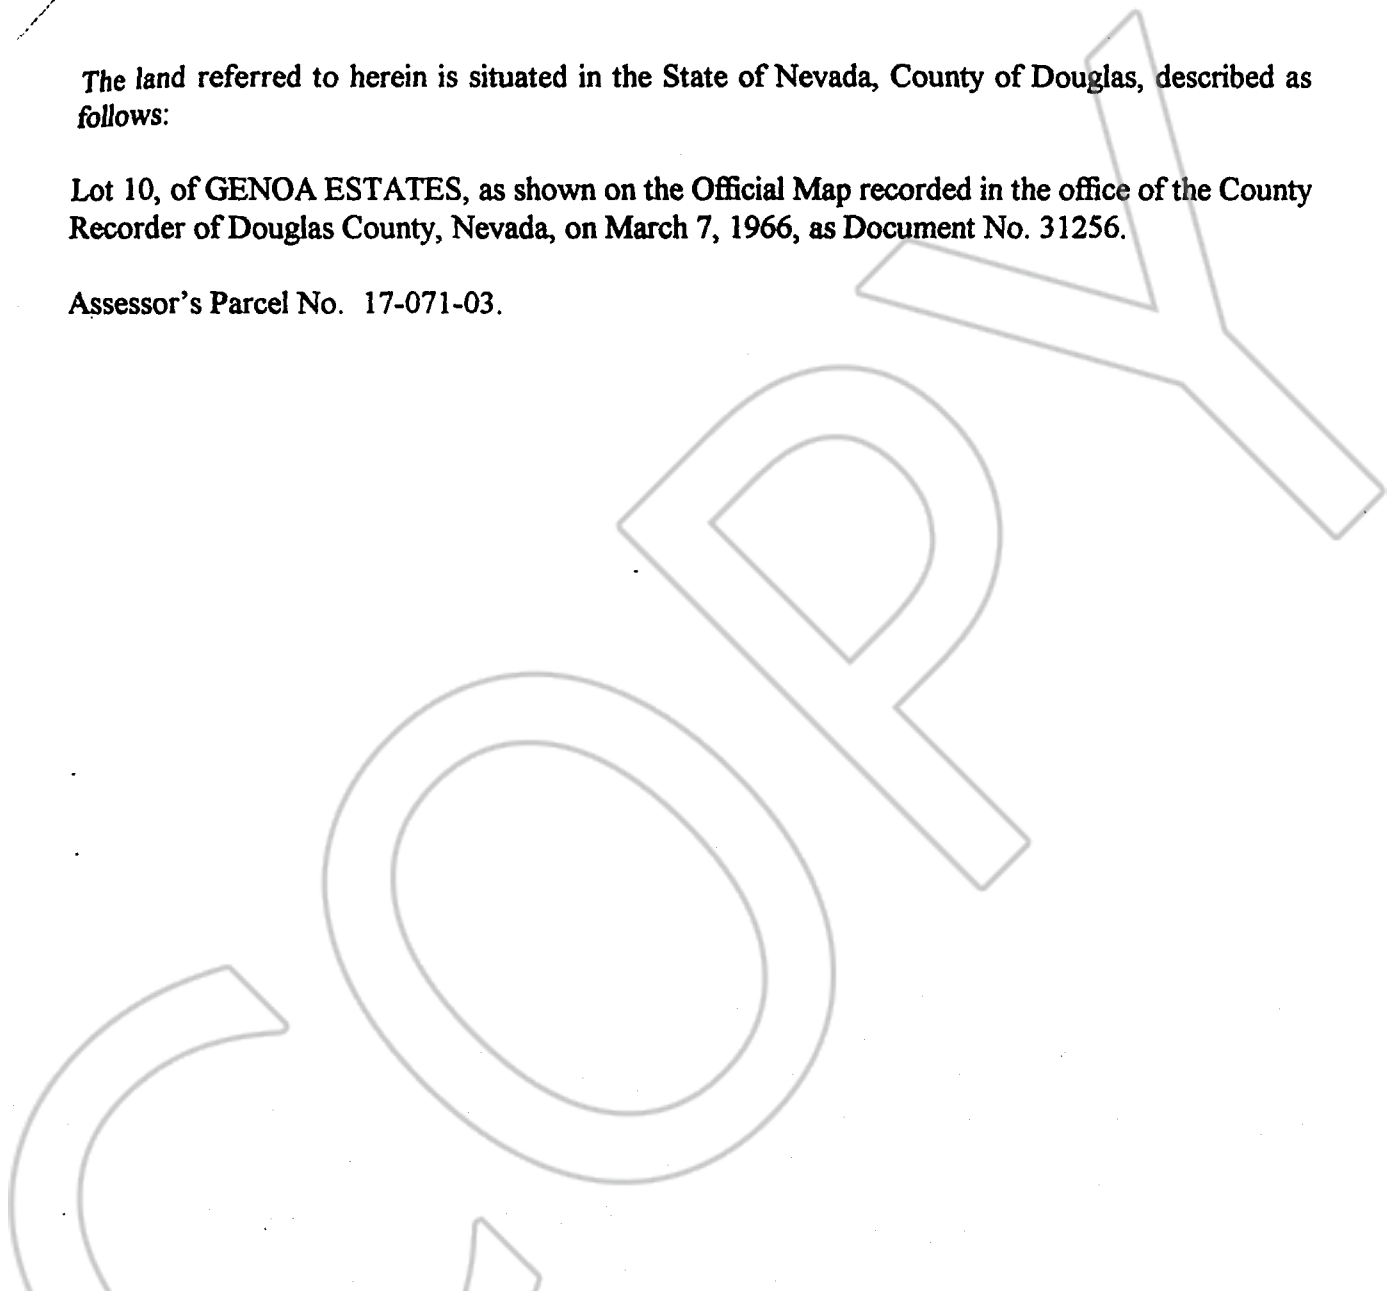 The land referred to herein is situated in the State of Nevada, County of Douglas, described as
follows:
Lot 10, of GENOA ESTATES, as shown on the Official Map recorded in the office of the County
Recorder of Douglas County, Nevada, on March 7, 1966, as Document No. 31256.
Assessor's Parcel No. 17-071-03.
COPY